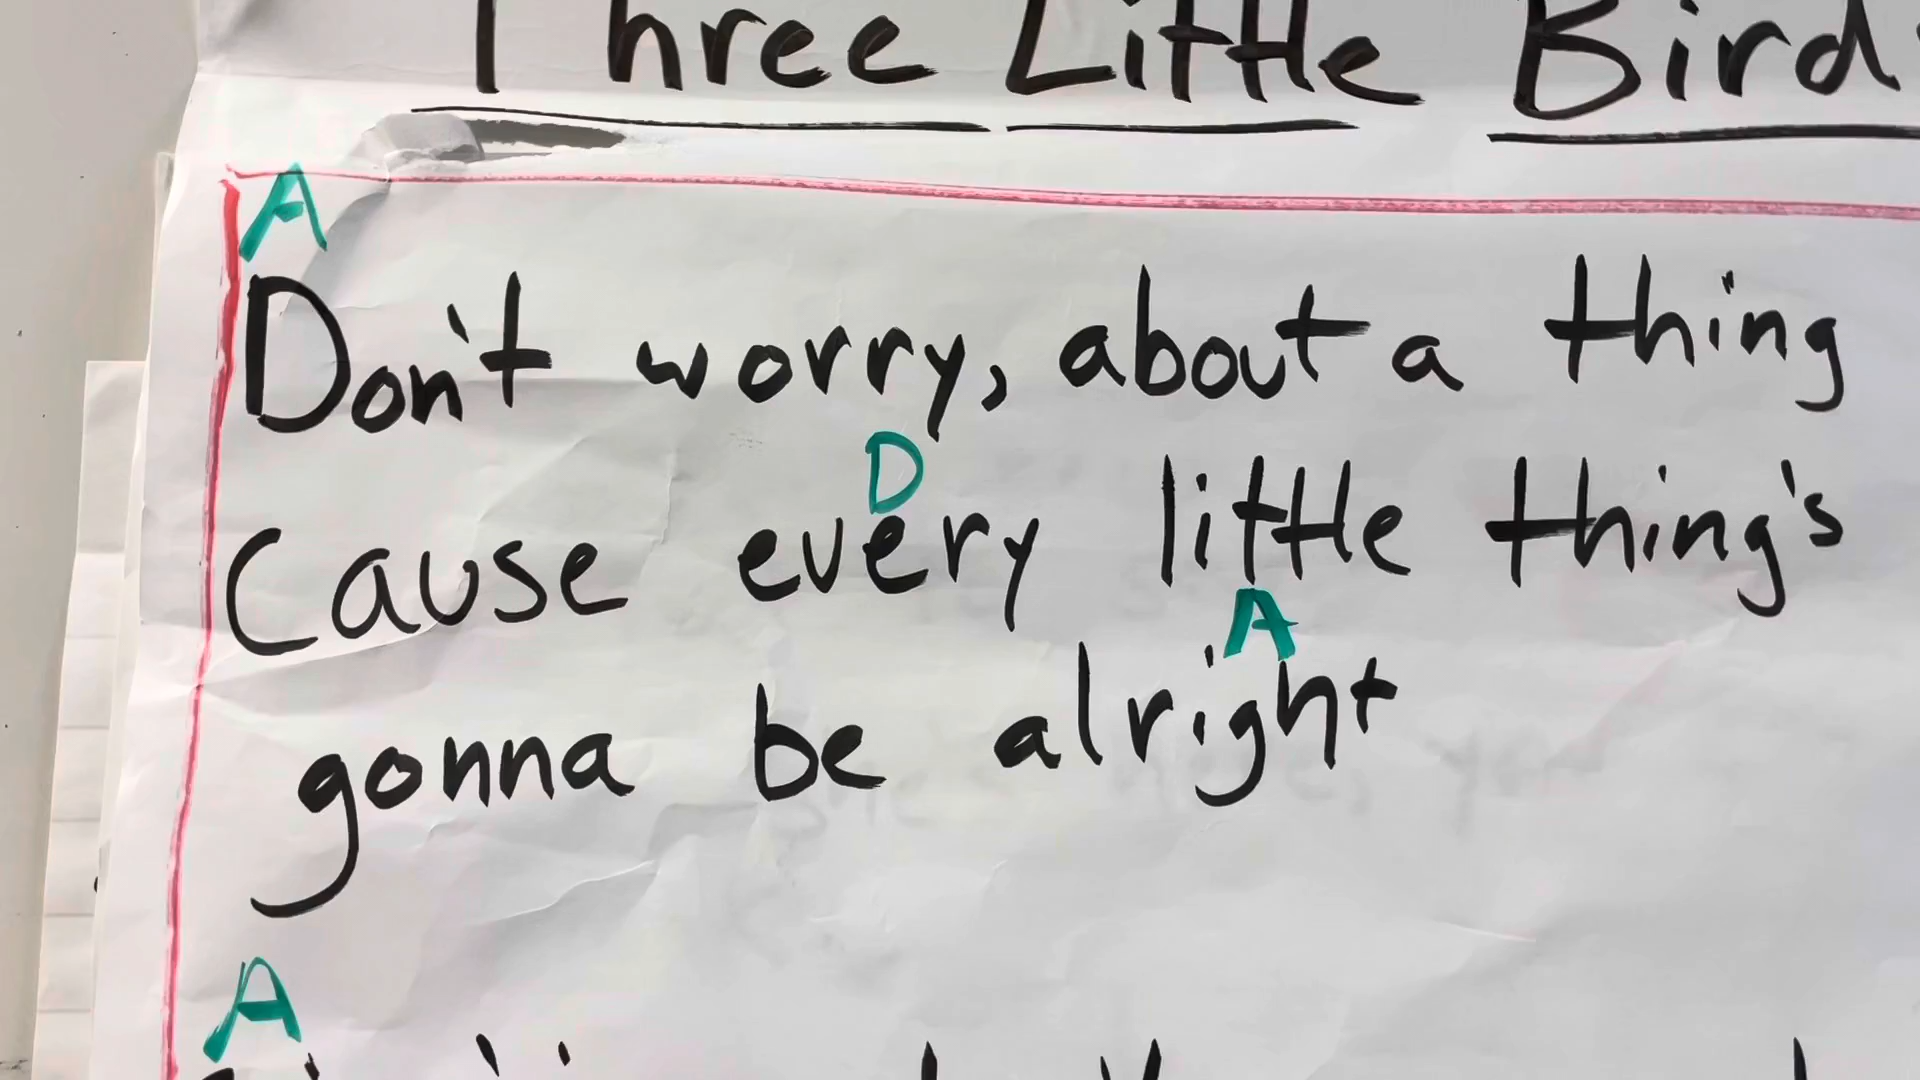 Three Little Bird
A
Don't worry, about a thing
D
Cause every little thing's
A
gonna be alright
A